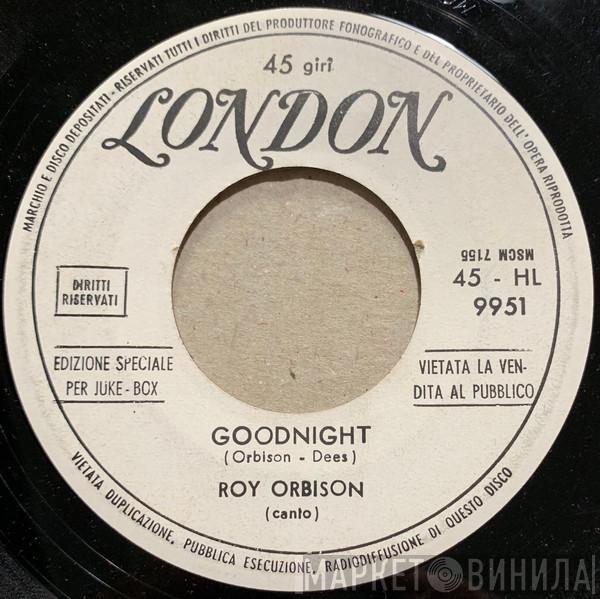 MARCHIO E DISCO DEPOSITATI - RISERVATI TUTTI I DIRITTI DEL PRODUTTORE FONOGRAFICO E DEL PROPRIETARIO DELL'OPERA RIPRODOTTA
45 giri
LONDON
MSCM 7155
45 - HL
9951
DIRITTI
RISERVATI
EDIZIONE SPECIALE
PER JUKE-BOX
VIETATA LA VEN-
DITA AL PUBBLICO
GOODNIGHT
(Orbison - Dees)
ROY ORBISON
(canto)
VIETATA DUPLICAZIONE, PUBBLICA ESECUZIONE, RADIODIFFUSIONE DI QUESTO DISCO
МАРКЕТ ВИНИЛА